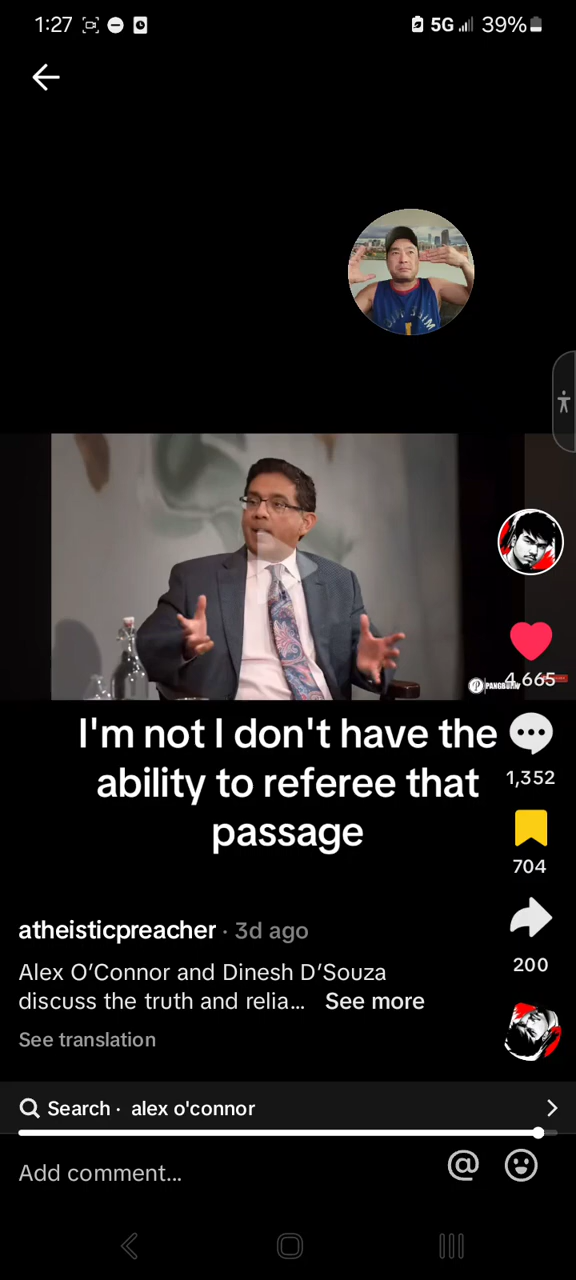 1:27
5G
39%
4,665
PANGBURN
I'm not I don't have the
ability to referee that
passage
1,352
704
atheisticpreacher · 3d ago
200
Alex O'Connor and Dinesh D'Souza
discuss the truth and relia... See more
See translation
Search · alex o'connor
Add comment...
@